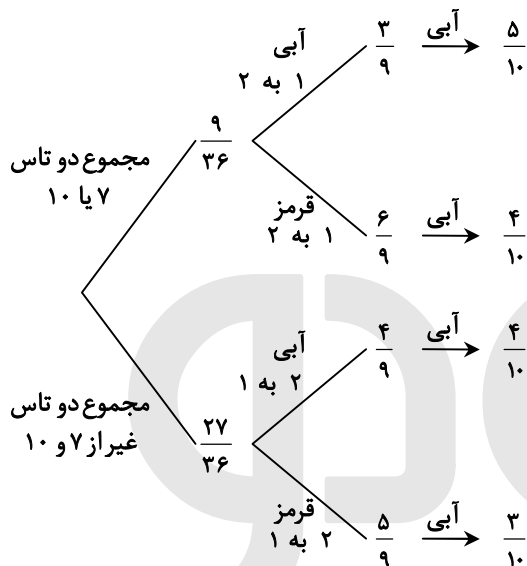 آبی
۱ به ۲
۳/۹ آبی ۵/۱۰
مجموع دو تاس
۷ یا ۱۰
۹/۳۶
قرمز
۱ به ۲
۶/۹ آبی ۴/۱۰
آبی
۲ به ۱
۴/۹ آبی ۴/۱۰
مجموع دو تاس
غیر از ۷ و ۱۰
۲۷/۳۶
قرمز
۲ به ۱
۵/۹ آبی ۳/۱۰